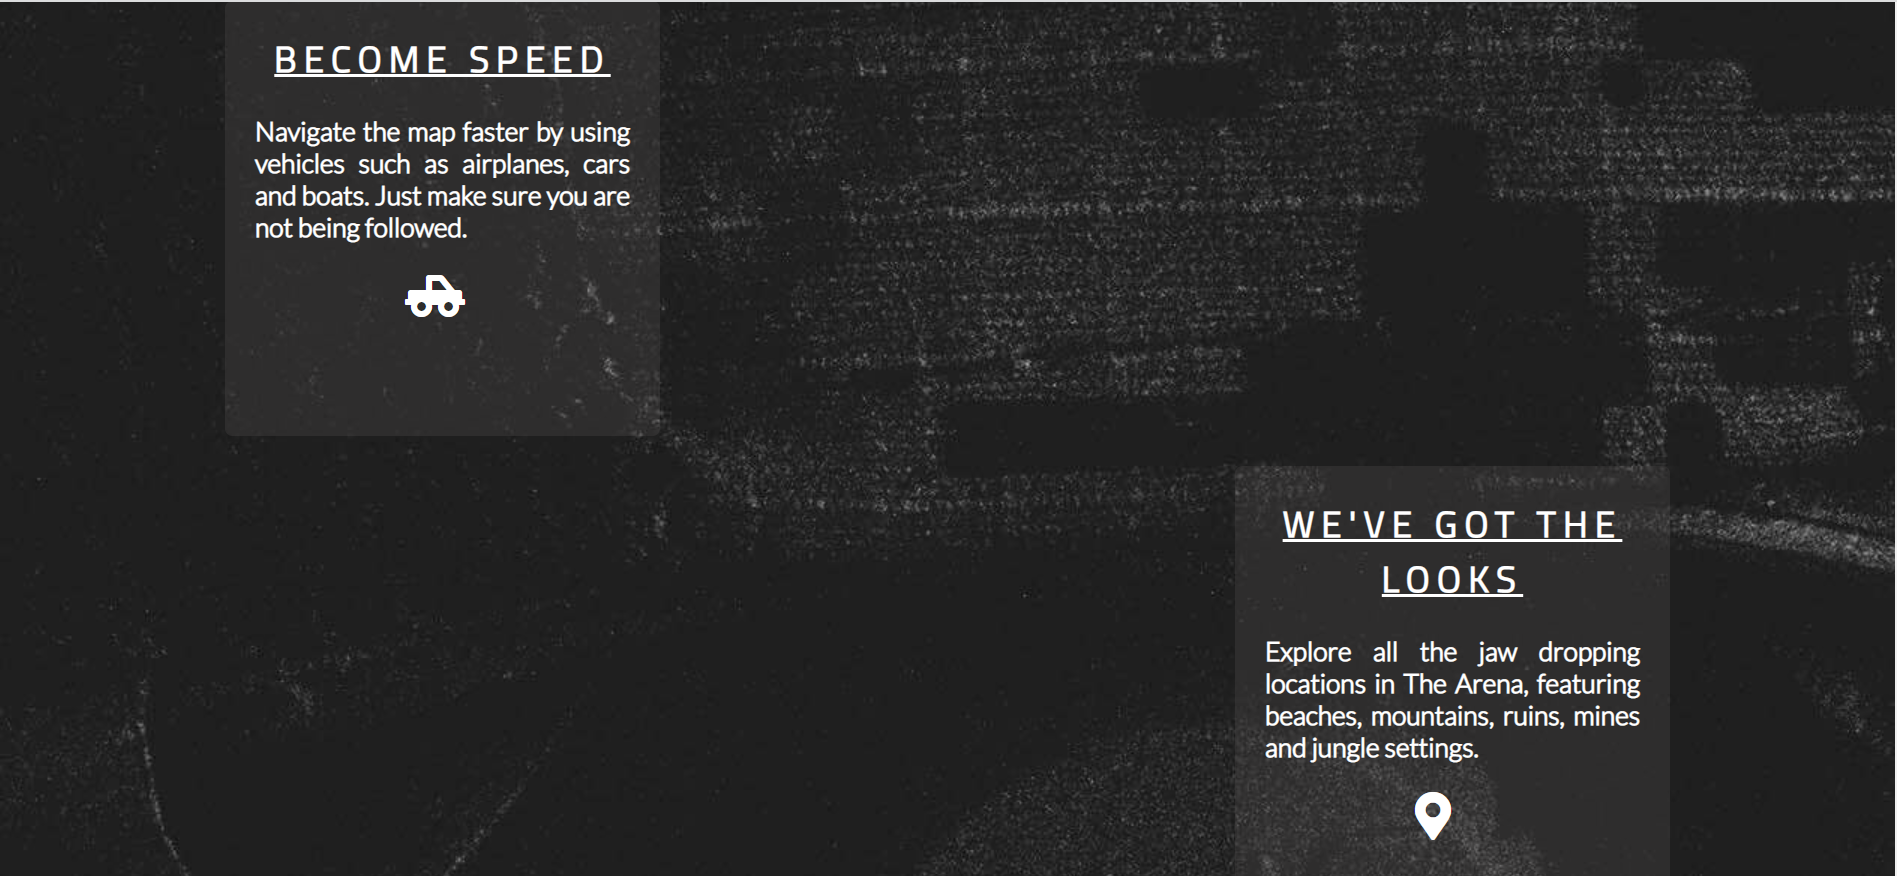 BECOME SPEED
Navigate the map faster by using
vehicles such as airplanes, cars
and boats. Just make sure you are
not being followed.
WE'VE GOT THE
LOOKS
Explore all the jaw dropping
locations in The Arena, featuring
beaches, mountains, ruins, mines
and jungle settings.